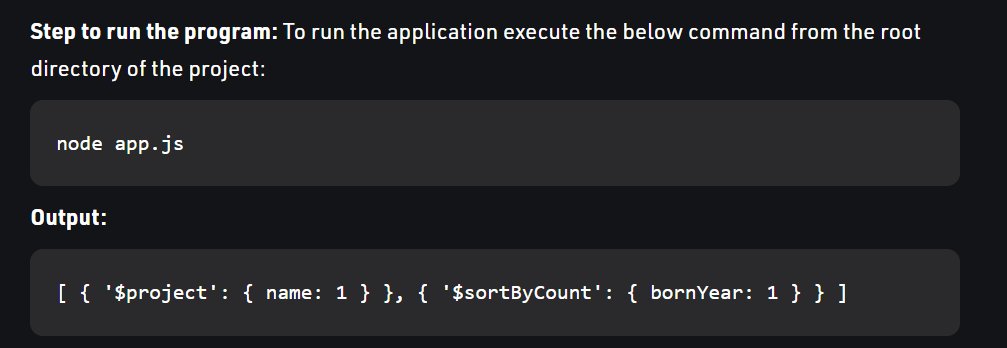 Step to run the program: To run the application execute the below command from the root
directory of the project:
node app.js
Output:
[ { '$project': { name: 1 } }, { '$sortByCount': { bornYear: 1 } } ]